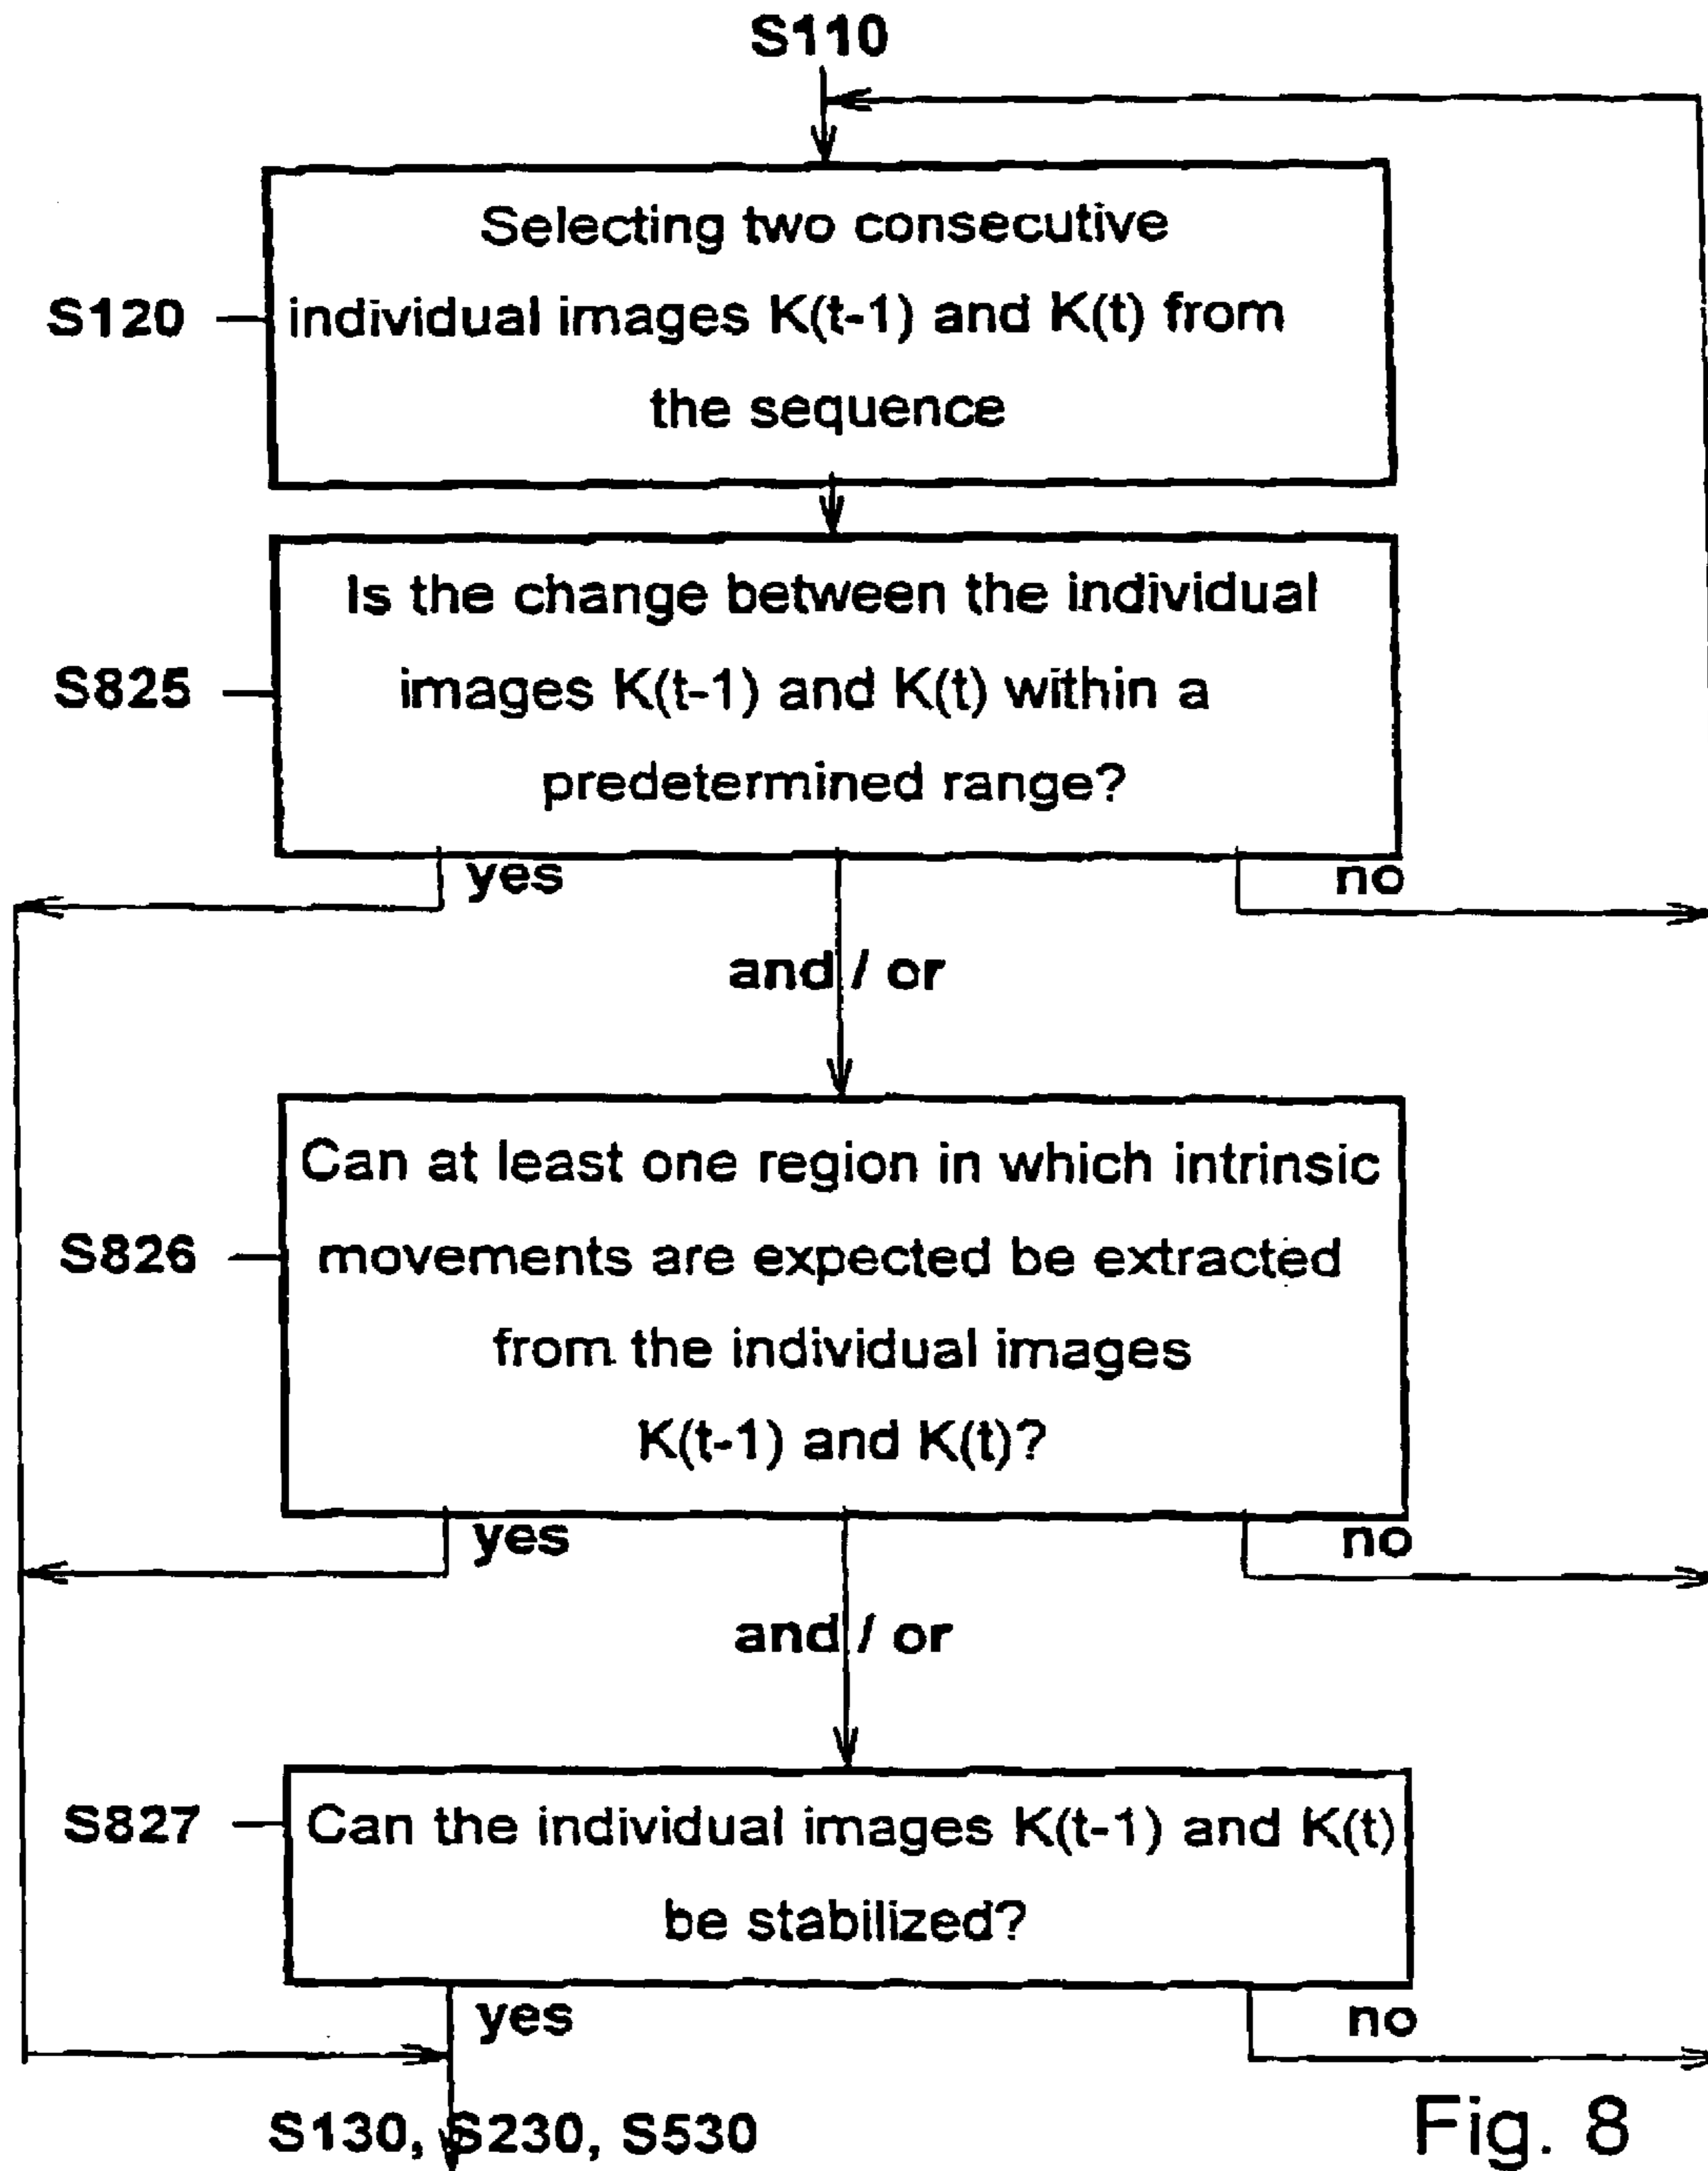 S110
Selecting two consecutive
S120
individual images K(t-1) and K(t) from
the sequence
Is the change between the individual
S825
images K(t-1) and K(t) within a
predetermined range?
yes
no
and / or
Can at least one region in which intrinsic
S826
movements are expected be extracted
from the individual images
K(t-1) and K(t)?
yes
no
and / or
S827
Can the individual images K(t-1) and K(t)
be stabilized?
yes
no
S130, S230, S530
Fig. 8